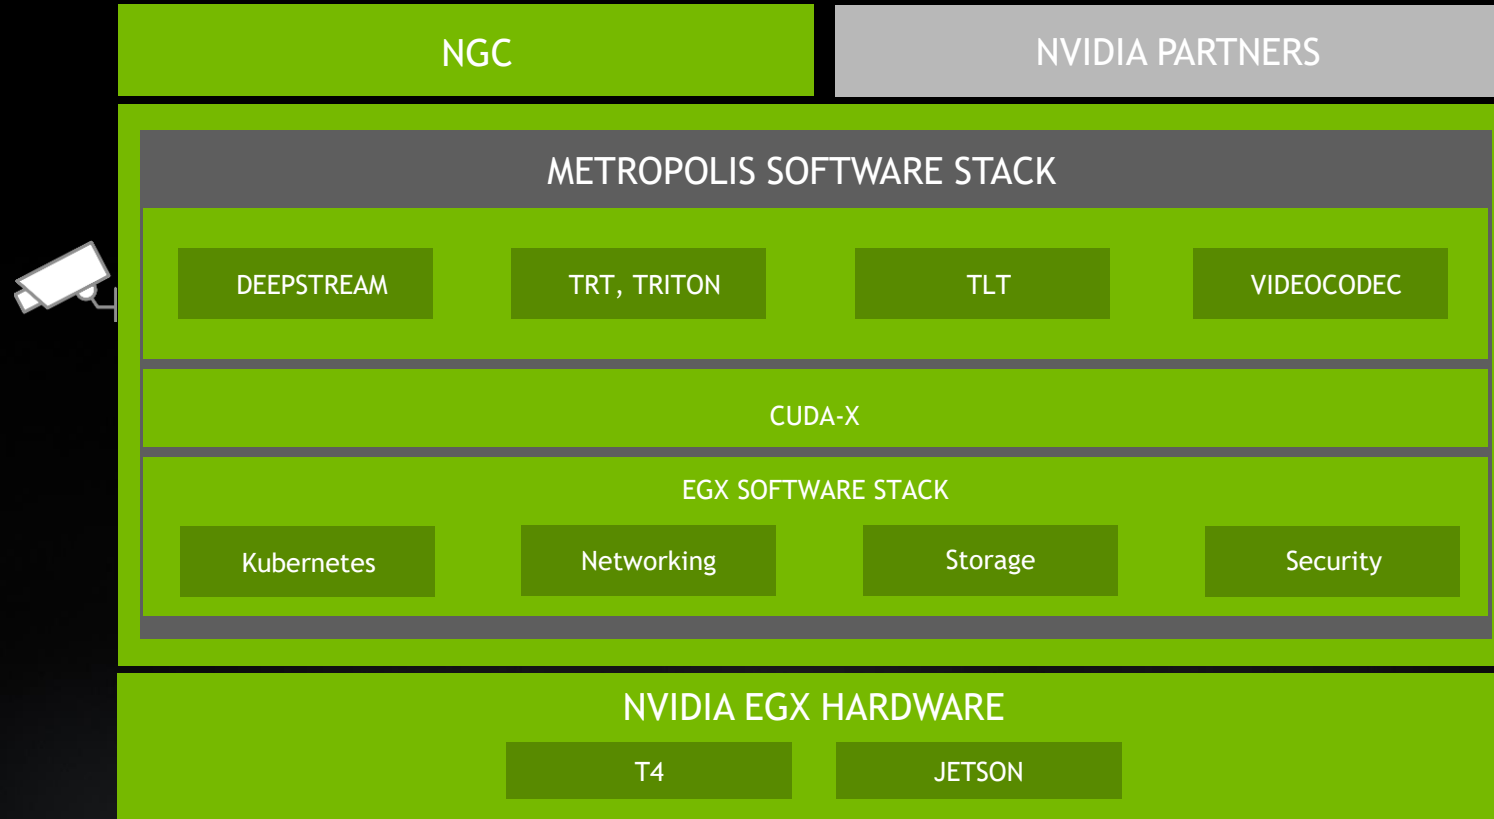 NGC
NVIDIA PARTNERS
METROPOLIS SOFTWARE STACK
DEEPSTREAM
TRT, TRITON
TLT
VIDEOCODEC
CUDA-X
EGX SOFTWARE STACK
Kubernetes
Networking
Storage
Security
NVIDIA EGX HARDWARE
T4
JETSON